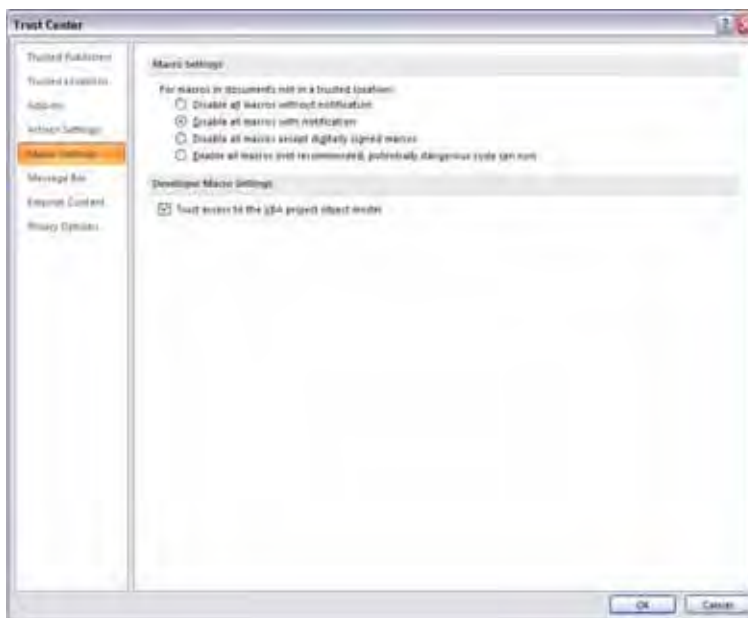 Trust Center
Trusted Publishers
Trusted Locations
Add-ins
ActiveX Settings
Macro Settings
Message Bar
External Content
Privacy Options
Macro Settings
For macros in documents not in a trusted location:
Disable all macros without notification
Disable all macros with notification
Disable all macros except digitally signed macros
Enable all macros (not recommended; potentially dangerous code can run)
Developer Macro Settings
Trust access to the VBA project object model
OK
Cancel